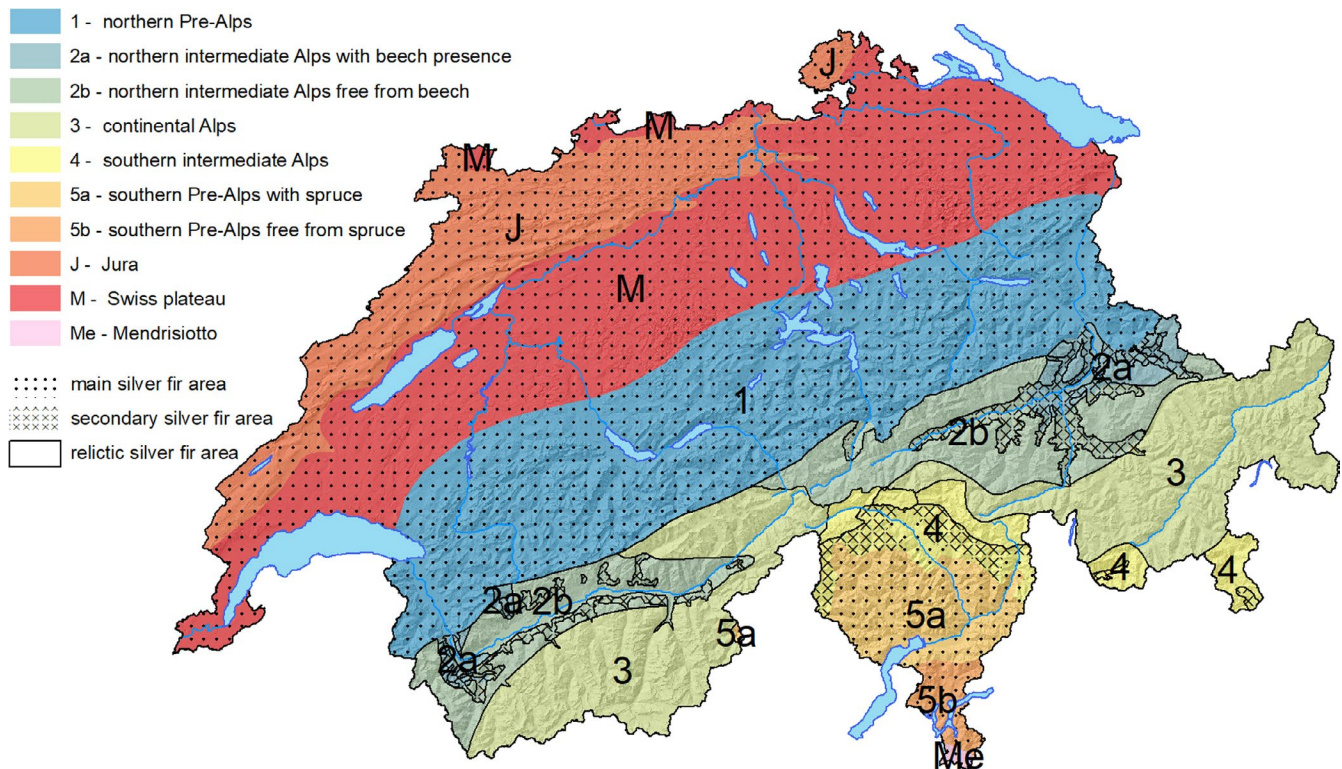 1 - northern Pre-Alps
2a - northern intermediate Alps with beech presence
2b - northern intermediate Alps free from beech
3 - continental Alps
4 - southern intermediate Alps
5a - southern Pre-Alps with spruce
5b - southern Pre-Alps free from spruce
J - Jura
M - Swiss plateau
Me - Mendrisiotto
main silver fir area
secondary silver fir area
relictic silver fir area
J
M
M
J
M
1
2a
2b
3
4
4
4
2a
2b
5a
5a
2a
3
5b
Me